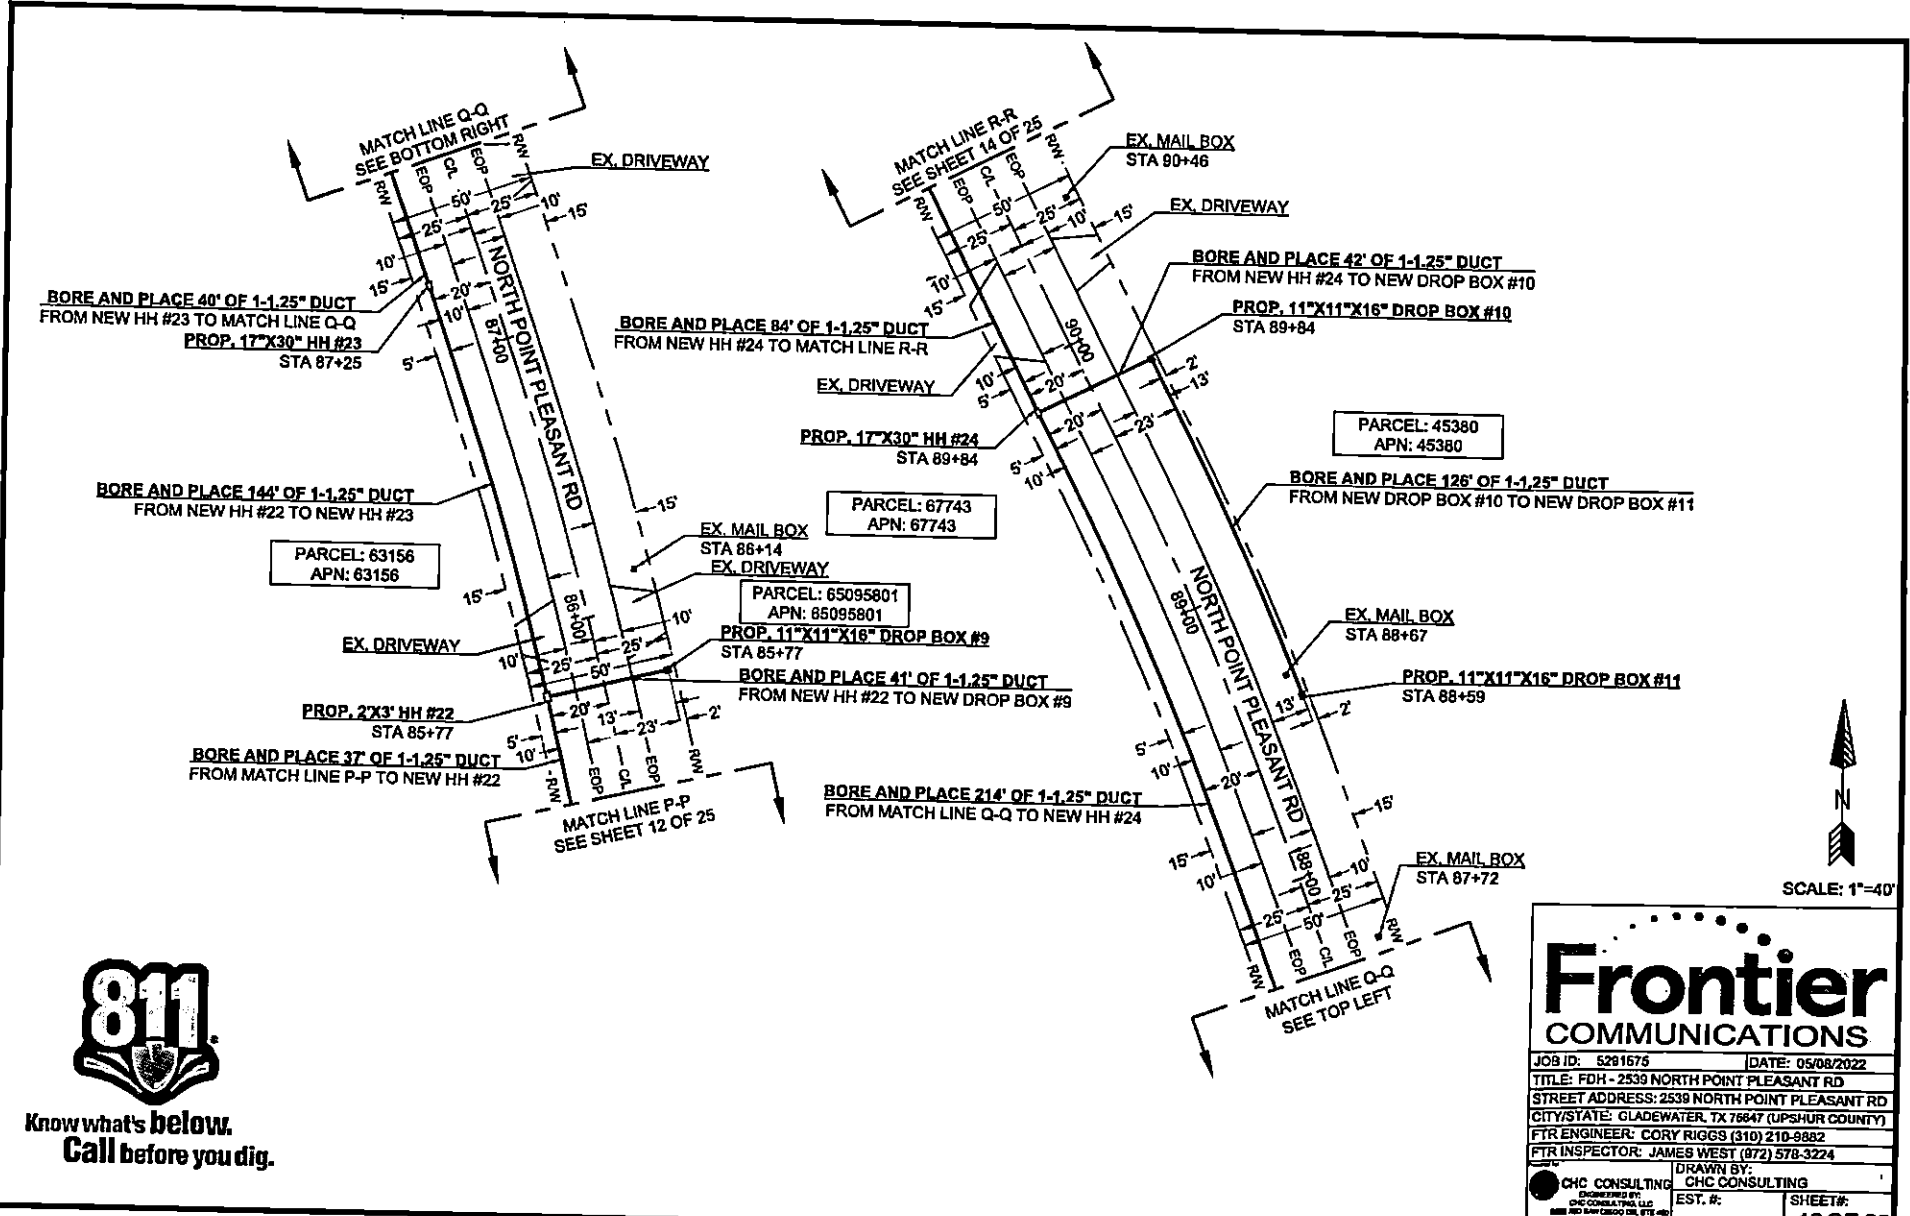 MATCH LINE Q-Q
SEE BOTTOM RIGHT
R/W
EOP
C/L
EOP
R/W
EX. DRIVEWAY
50'
25'
25'
10'
15'
10'
15'
BORE AND PLACE 40' OF 1-1.25" DUCT
FROM NEW HH #23 TO MATCH LINE Q-Q
PROP. 17"X30" HH #23
STA 87+25
20'
10'
5'
87+00
NORTH POINT PLEASANT RD
BORE AND PLACE 144' OF 1-1.25" DUCT
FROM NEW HH #22 TO NEW HH #23
15'
EX. MAIL BOX
STA 86+14
EX. DRIVEWAY
PARCEL: 63156
APN: 63156
PARCEL: 65095801
APN: 65095801
15'
86+00
10'
EX. DRIVEWAY
PROP. 11"X11"X16" DROP BOX #9
STA 85+77
10'
25'
25'
50'
BORE AND PLACE 41' OF 1-1.25" DUCT
FROM NEW HH #22 TO NEW DROP BOX #9
PROP. 2'X3' HH #22
STA 85+77
20'
13'
23'
2'
5'
10'
BORE AND PLACE 37' OF 1-1.25" DUCT
FROM MATCH LINE P-P TO NEW HH #22
R/W
EOP
C/L
EOP
R/W
MATCH LINE P-P
SEE SHEET 12 OF 25
MATCH LINE R-R
SEE SHEET 14 OF 25
R/W
EOP
C/L
EOP
R/W
EX. MAIL BOX
STA 90+46
EX. DRIVEWAY
50'
25'
25'
10'
15'
10'
15'
BORE AND PLACE 42' OF 1-1.25" DUCT
FROM NEW HH #24 TO NEW DROP BOX #10
PROP. 11"X11"X16" DROP BOX #10
STA 89+84
BORE AND PLACE 84' OF 1-1.25" DUCT
FROM NEW HH #24 TO MATCH LINE R-R
90+00
EX. DRIVEWAY
10'
5'
20'
2'
13'
PROP. 17"X30" HH #24
STA 89+84
20'
23'
5'
10'
PARCEL: 45380
APN: 45380
BORE AND PLACE 126' OF 1-1.25" DUCT
FROM NEW DROP BOX #10 TO NEW DROP BOX #11
PARCEL: 67743
APN: 67743
89+00
NORTH POINT PLEASANT RD
EX. MAIL BOX
STA 88+67
PROP. 11"X11"X16" DROP BOX #11
STA 88+59
13'
2'
5'
10'
20'
BORE AND PLACE 214' OF 1-1.25" DUCT
FROM MATCH LINE Q-Q TO NEW HH #24
15'
15'
10'
88+00
10'
25'
25'
50'
EX. MAIL BOX
STA 87+72
R/W
EOP
C/L
EOP
R/W
MATCH LINE Q-Q
SEE TOP LEFT
N
SCALE: 1"=40'
811
Know what's below.
Call before you dig.
Frontier
COMMUNICATIONS
JOB ID: 5291675
DATE: 05/08/2022
TITLE: FDH - 2539 NORTH POINT PLEASANT RD
STREET ADDRESS: 2539 NORTH POINT PLEASANT RD
CITY/STATE: GLADEWATER, TX 75647 (UPSHUR COUNTY)
FTR ENGINEER: CORY RIGGS (310) 210-9882
FTR INSPECTOR: JAMES WEST (972) 578-3224
CHC CONSULTING
ENGINEERED BY:
CHC CONSULTING, LLC
DRAWN BY:
CHC CONSULTING
EST. #:
SHEET#: